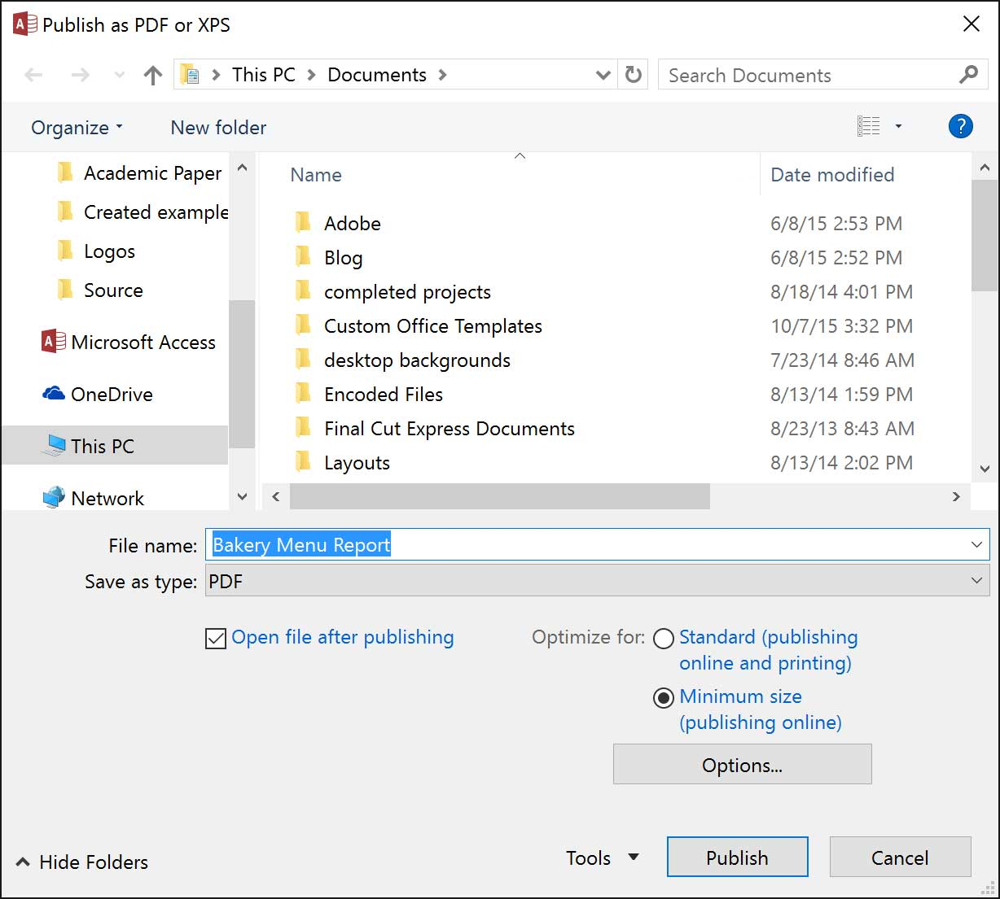 Publish as PDF or XPS
This PC > Documents >
Search Documents
Organize
New folder
?
Academic Paper
Created example
Logos
Source
A Microsoft Access
OneDrive
This PC
Network
Name Date modified
Adobe 6/8/15 2:53 PM
Blog 6/8/15 2:52 PM
completed projects 8/18/14 4:01 PM
Custom Office Templates 10/7/15 3:32 PM
desktop backgrounds 7/23/14 8:46 AM
Encoded Files 8/13/14 1:59 PM
Final Cut Express Documents 8/23/13 8:43 AM
Layouts 8/13/14 2:02 PM
File name: Bakery Menu Report
Save as type: PDF
Open file after publishing
Optimize for:
Standard (publishing
online and printing)
Minimum size
(publishing online)
Options...
Hide Folders
Tools
Publish
Cancel